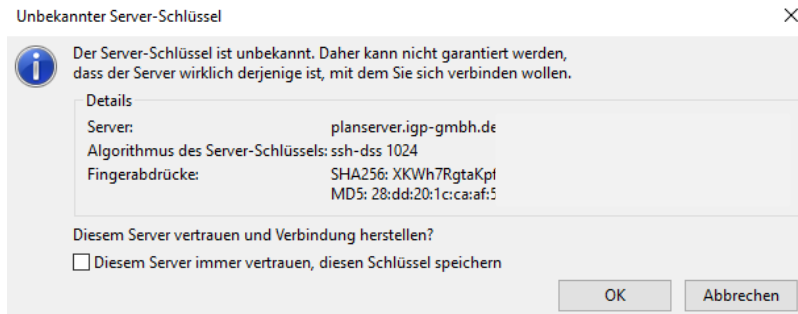 Unbekannter Server-Schlüssel
Der Server-Schlüssel ist unbekannt. Daher kann nicht garantiert werden,
dass der Server wirklich derjenige ist, mit dem Sie sich verbinden wollen.
Details
Server: planserver.igp-gmbh.de
Algorithmus des Server-Schlüssels: ssh-dss 1024
Fingerabdrücke: SHA256: XKWh7RgtaKpf
MD5: 28:dd:20:1c:ca:af:5
Diesem Server vertrauen und Verbindung herstellen?
Diesem Server immer vertrauen, diesen Schlüssel speichern
OK Abbrechen